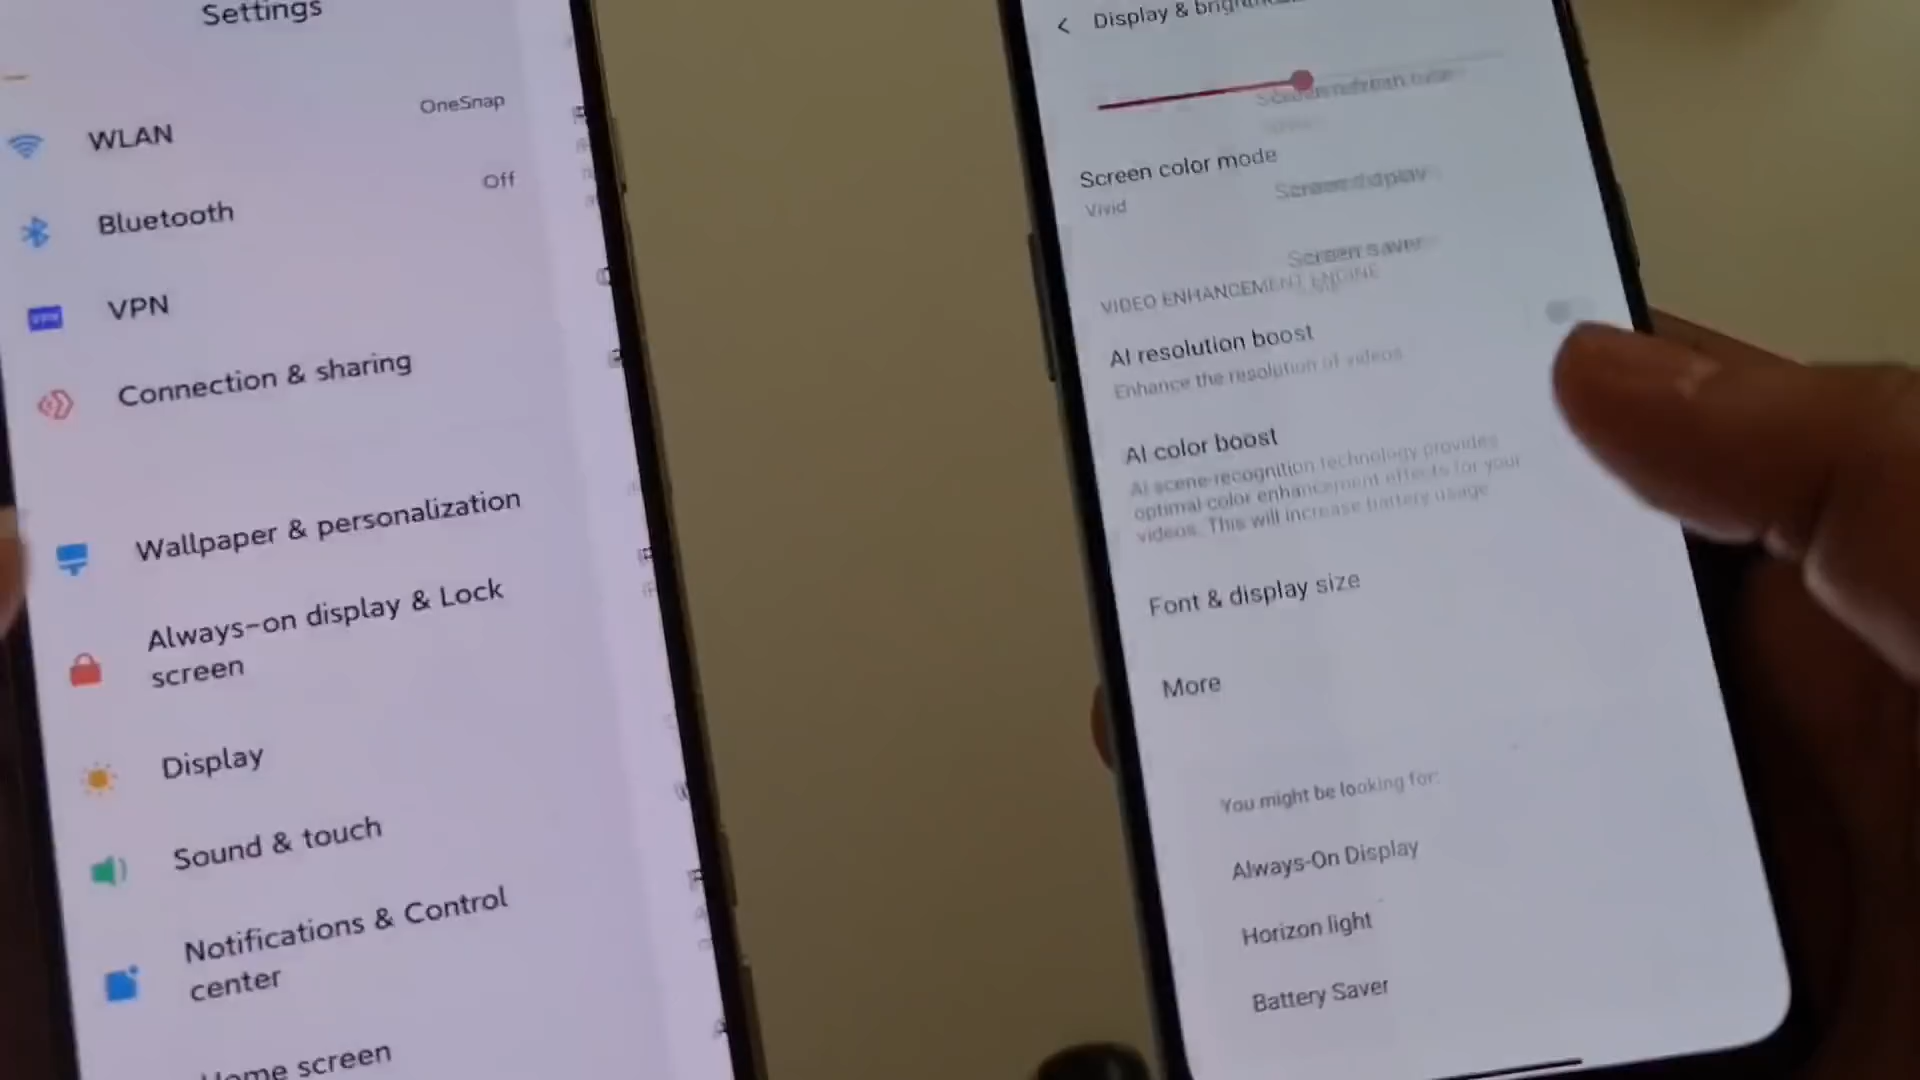 Settings
WLAN
OneSnap
Bluetooth
Off
VPN
Connection & sharing
Wallpaper & personalization
Always-on display & Lock
screen
Display
Sound & touch
Notifications & Control
center
Home screen
Display &
Screen color mode
Vivid
Screen saver
VIDEO ENHANCEMENT ENGINE
AI resolution boost
Enhance the resolution of videos
AI color boost
AI scene-recognition technology provides
optimal color enhancement effects for your
videos. This will increase battery usage
Font & display size
More
You might be looking for:
Always-On Display
Horizon light
Battery Saver